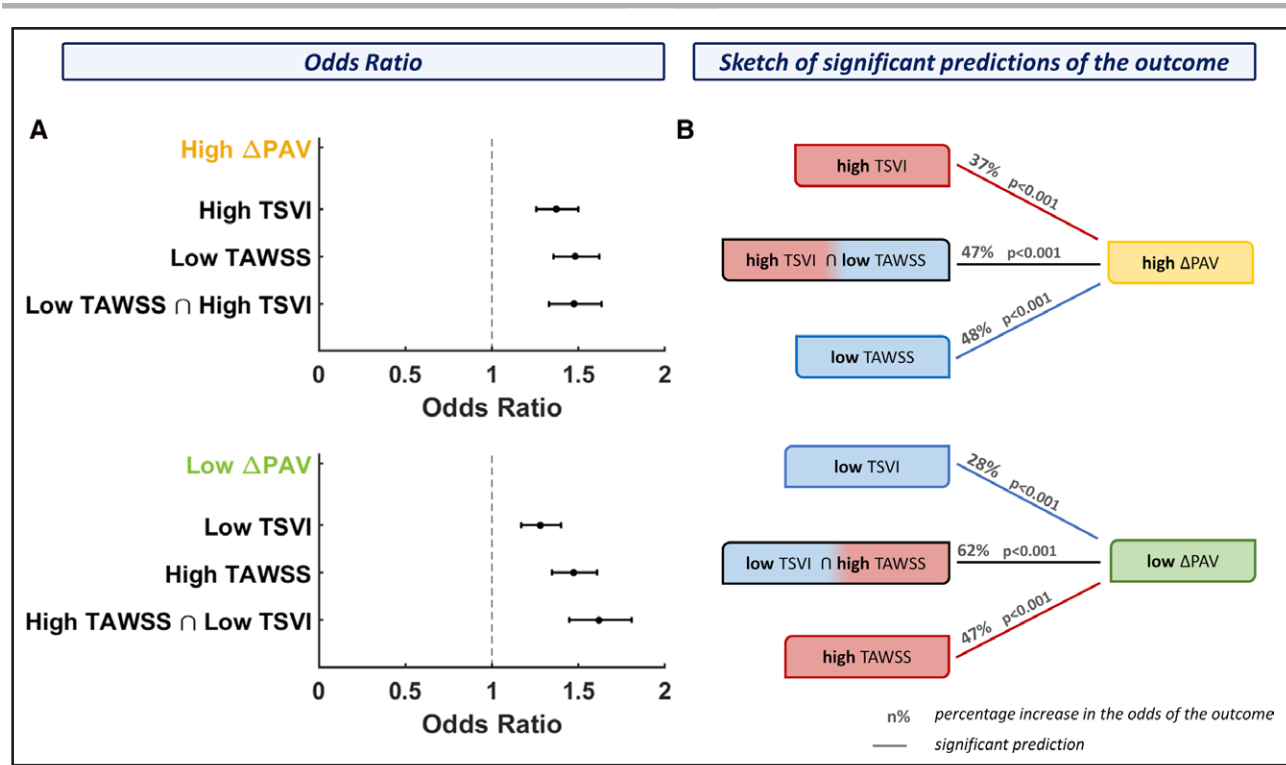 Odds Ratio
Sketch of significant predictions of the outcome
A
High ΔPAV
High TSVI
Low TAWSS
Low TAWSS ∩ High TSVI
0 0.5 1 1.5 2
Odds Ratio
Low ΔPAV
Low TSVI
High TAWSS
High TAWSS ∩ Low TSVI
0 0.5 1 1.5 2
Odds Ratio
B
high TSVI
37% p<0.001
high TSVI ∩ low TAWSS
47% p<0.001
high ΔPAV
low TAWSS
48% p<0.001
low TSVI
28% p<0.001
low TSVI ∩ high TAWSS
62% p<0.001
low ΔPAV
high TAWSS
47% p<0.001
n% percentage increase in the odds of the outcome
significant prediction